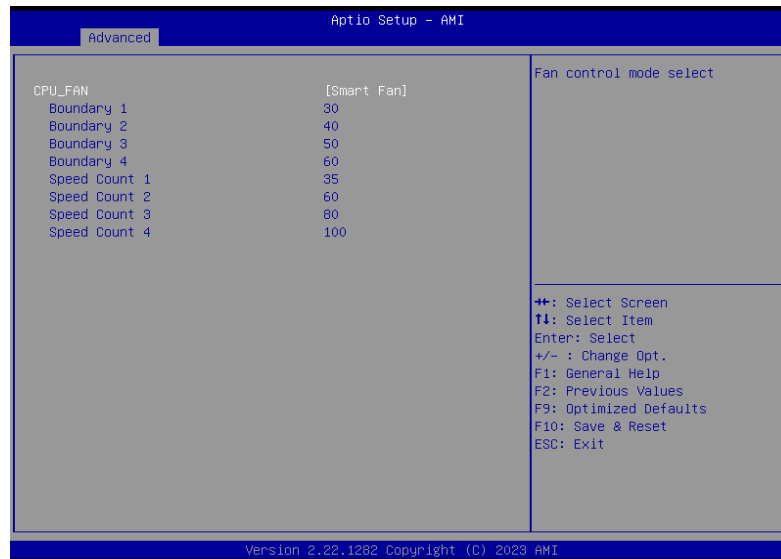 Aptio Setup – AMI
Advanced
CPU_FAN [Smart Fan]
Boundary 1 30
Boundary 2 40
Boundary 3 50
Boundary 4 60
Speed Count 1 35
Speed Count 2 60
Speed Count 3 80
Speed Count 4 100
Fan control mode select
→←: Select Screen
↑↓: Select Item
Enter: Select
+/- : Change Opt.
F1: General Help
F2: Previous Values
F9: Optimized Defaults
F10: Save & Reset
ESC: Exit
Version 2.22.1282 Copyright (C) 2023 AMI